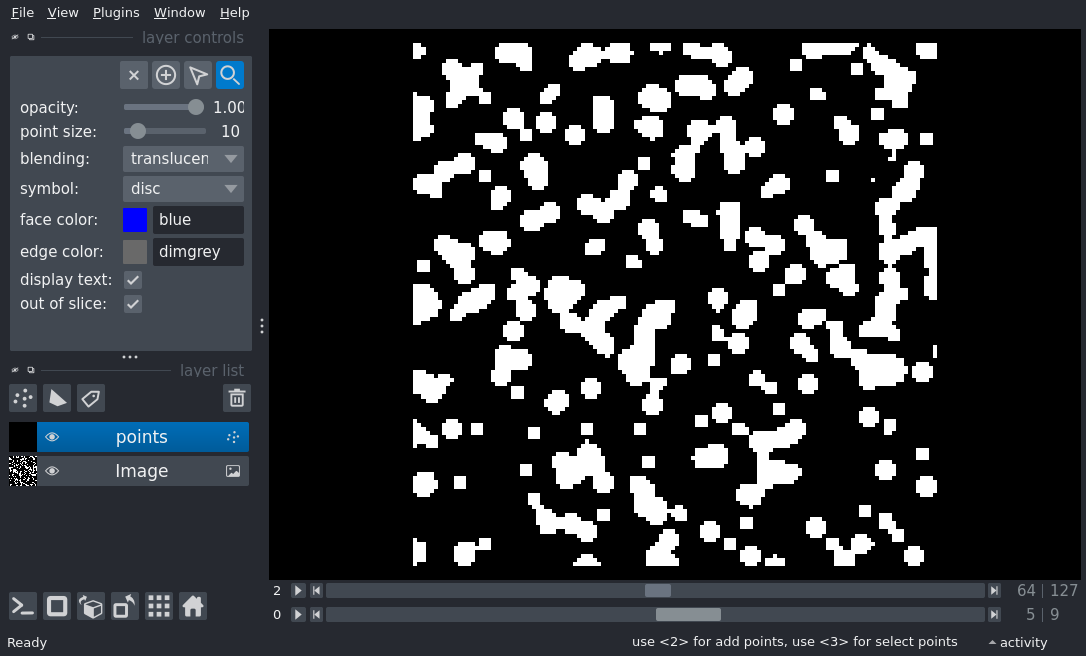 File View Plugins Window Help
layer controls
opacity: 1.00
point size: 10
blending: translucen
symbol: disc
face color: blue
edge color: dimgrey
display text:
out of slice:
layer list
points
Image
2 64 | 127
0 5 | 9
Ready use <2> for add points, use <3> for select points activity